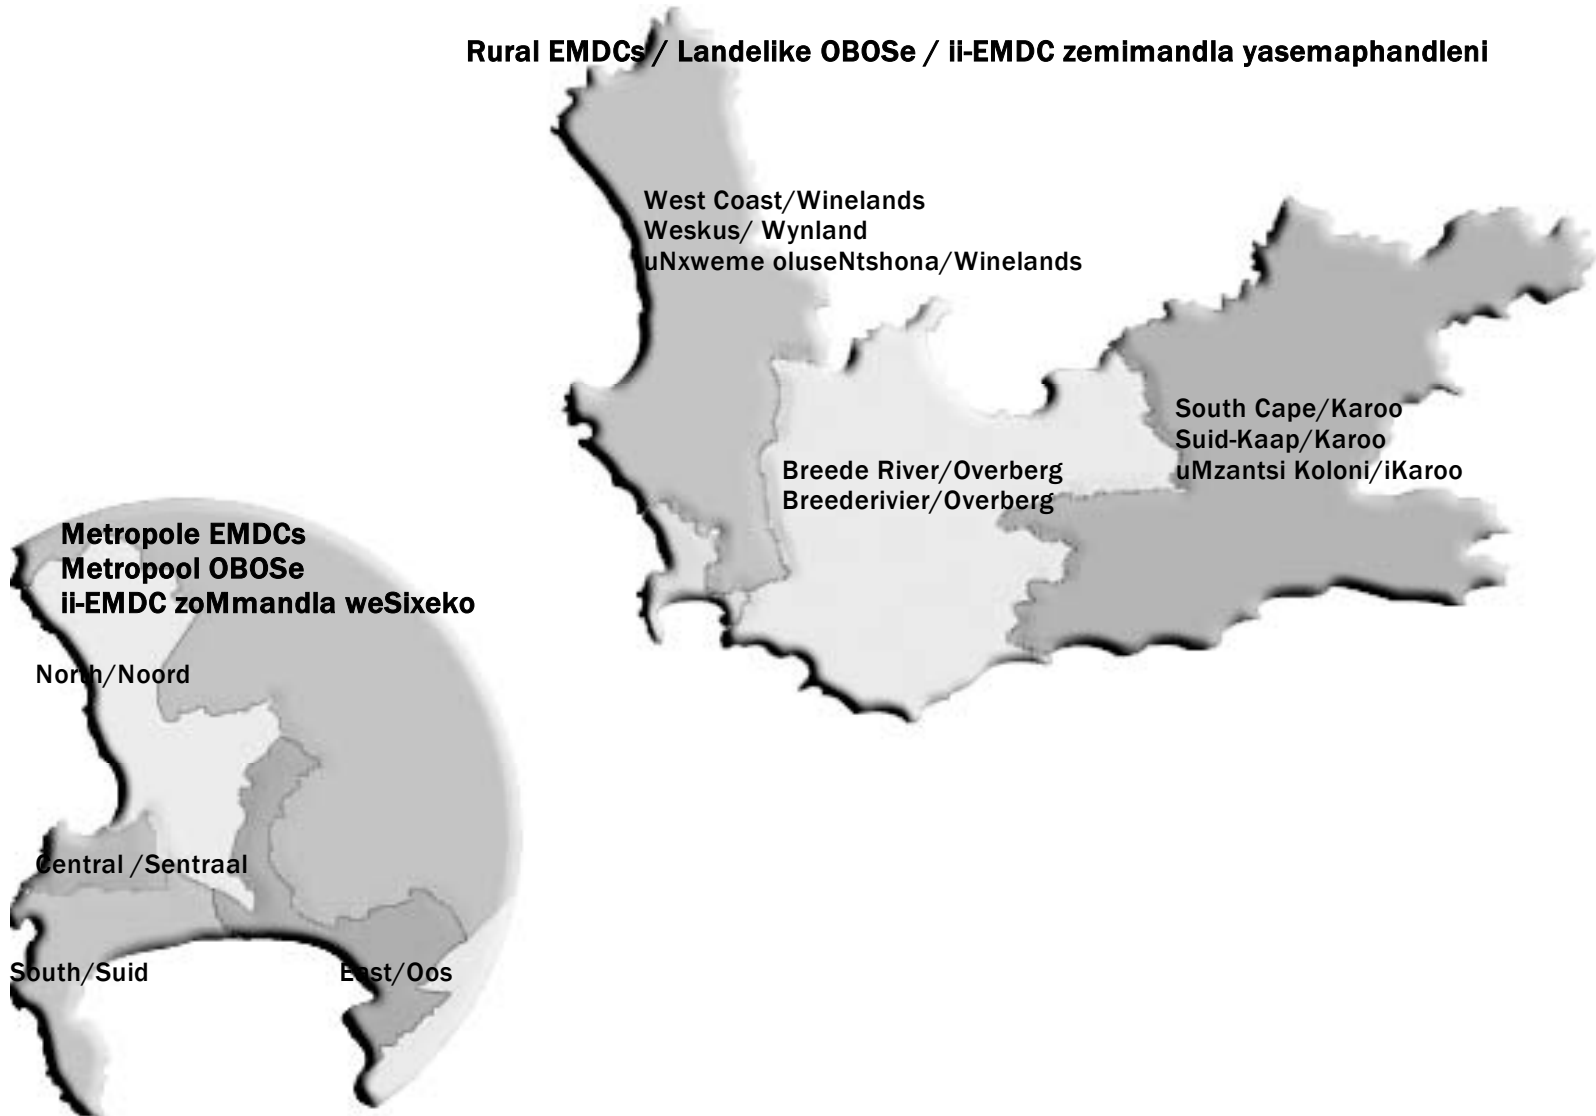 Rural EMDCs / Landelike OBOSe / ii-EMDC zemimandla yasemaphandleni
West Coast/Winelands
Weskus/ Wynland
uNxweme oluseNtshona/Winelands
South Cape/Karoo
Suid-Kaap/Karoo
uMzantsi Koloni/iKaroo
Breede River/Overberg
Breederivier/Overberg
Metropole EMDCs
Metropool OBOSe
ii-EMDC zoMmandla weSixeko
North/Noord
Central /Sentraal
South/Suid
East/Oos